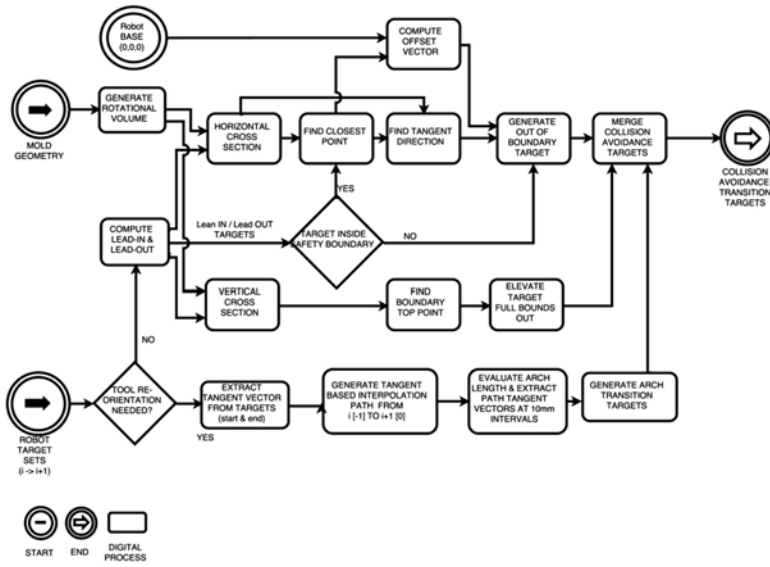 Robot
BASE
{0,0,0}
COMPUTE
OFFSET
VECTOR
GENERATE
ROTATIONAL
VOLUME
MOLD
GEOMETRY
HORIZONTAL
CROSS
SECTION
FIND CLOSEST
POINT
FIND TANGENT
DIRECTION
GENERATE
OUT OF
BOUNDARY
TARGET
MERGE
COLLISION
AVOIDANCE
TARGETS
COLLISION
AVOIDANCE
TRANSITION
TARGETS
YES
COMPUTE
LEAD-IN &
LEAD-OUT
Lean IN / Lead OUT
TARGETS
TARGET INSIDE
SAFETY BOUNDARY
NO
VERTICAL
CROSS
SECTION
FIND
BOUNDARY
TOP POINT
ELEVATE
TARGET
FULL BOUNDS
OUT
NO
TOOL RE-
ORIENTATION
NEEDED?
ROBOT
TARGET
SETS
(i -> i+1)
YES
EXTRACT
TANGENT VECTOR
FROM TARGETS
(start & end)
GENERATE TANGENT
BASED INTERPOLATION
PATH FROM
i [-1] TO i+1 [0]
EVALUATE ARCH
LENGTH & EXTRACT
PATH TANGENT
VECTORS AT 10mm
INTERVALS
GENERATE ARCH
TRANSITION
TARGETS
START
END
DIGITAL
PROCESS